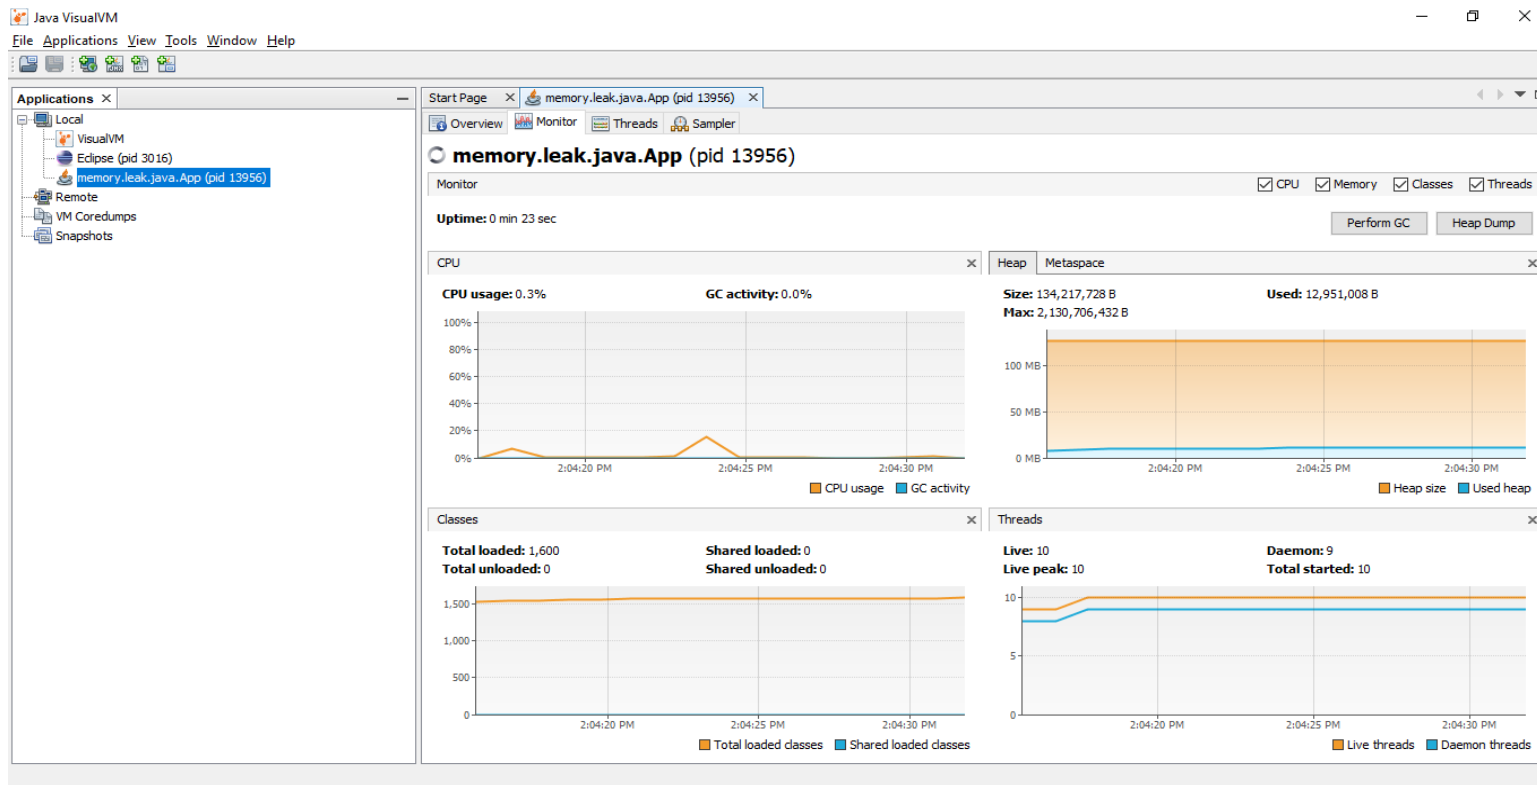 Java VisualVM
File Applications View Tools Window Help
Applications
Local
VisualVM
Eclipse (pid 3016)
memory.leak.java.App (pid 13956)
Remote
VM Coredumps
Snapshots
Start Page memory.leak.java.App (pid 13956)
Overview Monitor Threads Sampler
memory.leak.java.App (pid 13956)
Monitor CPU Memory Classes Threads
Uptime: 0 min 23 sec Perform GC Heap Dump
CPU
CPU usage: 0.3% GC activity: 0.0%
100%
80%
60%
40%
20%
0%
2:04:20 PM 2:04:25 PM 2:04:30 PM
CPU usage GC activity
Heap Metaspace
Size: 134,217,728 B Used: 12,951,008 B
Max: 2,130,706,432 B
100 MB
50 MB
0 MB
2:04:20 PM 2:04:25 PM 2:04:30 PM
Heap size Used heap
Classes
Total loaded: 1,600 Shared loaded: 0
Total unloaded: 0 Shared unloaded: 0
1,500
1,000
500
0
2:04:20 PM 2:04:25 PM 2:04:30 PM
Total loaded classes Shared loaded classes
Threads
Live: 10 Daemon: 9
Live peak: 10 Total started: 10
10
5
0
2:04:20 PM 2:04:25 PM 2:04:30 PM
Live threads Daemon threads